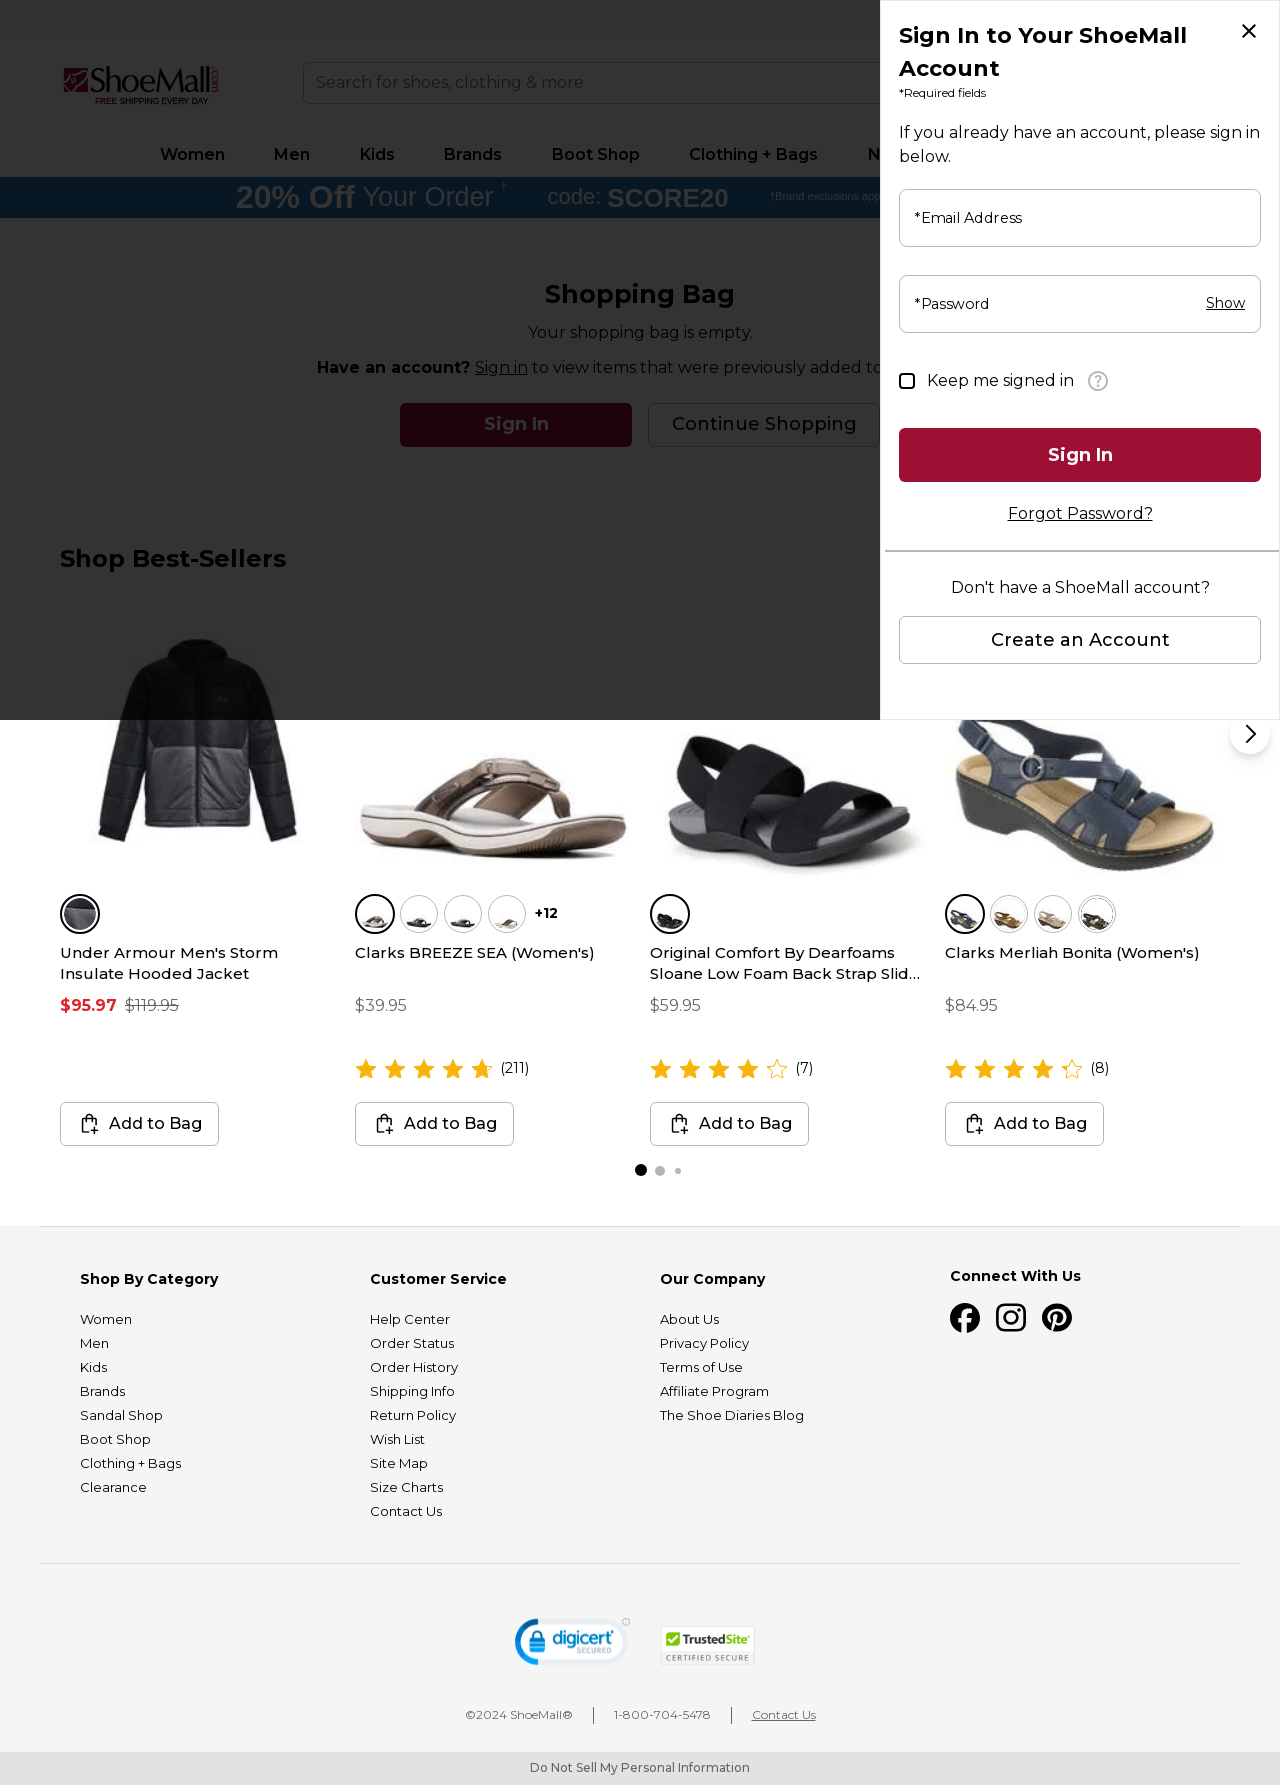 ShoeMall.com
FREE SHIPPING EVERY DAY
Search for shoes, clothing & more
Women Men Kids Brands Boot Shop Clothing + Bags N
20% Off Your Order † code: SCORE20 †Brand exclusions app
Shopping Bag
Your shopping bag is empty.
Have an account? Sign in to view items that were previously added to
Sign In Continue Shopping
Sign In to Your ShoeMall
Account
*Required fields
If you already have an account, please sign in
below.
*Email Address
*Password Show
Keep me signed in ?
Sign In
Forgot Password?
Don't have a ShoeMall account?
Create an Account
Shop Best-Sellers
+12
Under Armour Men's Storm
Insulate Hooded Jacket
$95.97 $119.95
Add to Bag
Clarks BREEZE SEA (Women's)
$39.95
(211)
Add to Bag
Original Comfort By Dearfoams
Sloane Low Foam Back Strap Slid...
$59.95
(7)
Add to Bag
Clarks Merliah Bonita (Women's)
$84.95
(8)
Add to Bag
Shop By Category
Women
Men
Kids
Brands
Sandal Shop
Boot Shop
Clothing + Bags
Clearance
Customer Service
Help Center
Order Status
Order History
Shipping Info
Return Policy
Wish List
Site Map
Size Charts
Contact Us
Our Company
About Us
Privacy Policy
Terms of Use
Affiliate Program
The Shoe Diaries Blog
Connect With Us
digicert
SECURED
TrustedSite
CERTIFIED SECURE
©2024 ShoeMall® 1-800-704-5478 Contact Us
Do Not Sell My Personal Information